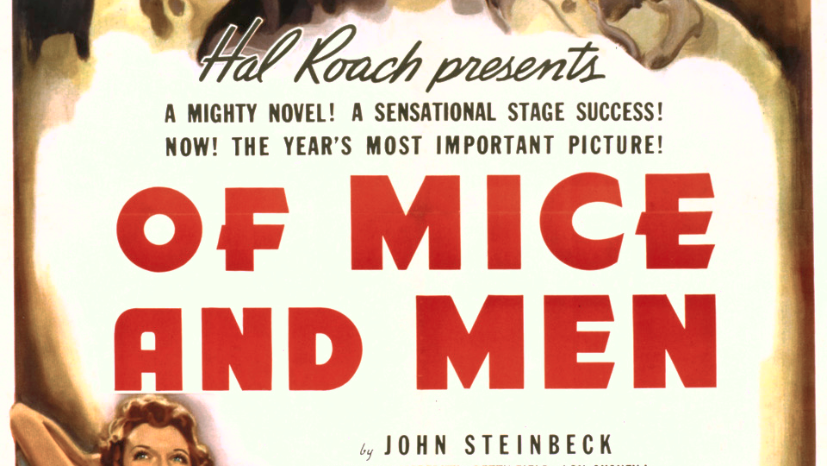 Hal Roach presents
A MIGHTY NOVEL! A SENSATIONAL STAGE SUCCESS!
NOW! THE YEAR'S MOST IMPORTANT PICTURE!
OF MICE
AND MEN
by JOHN STEINBECK